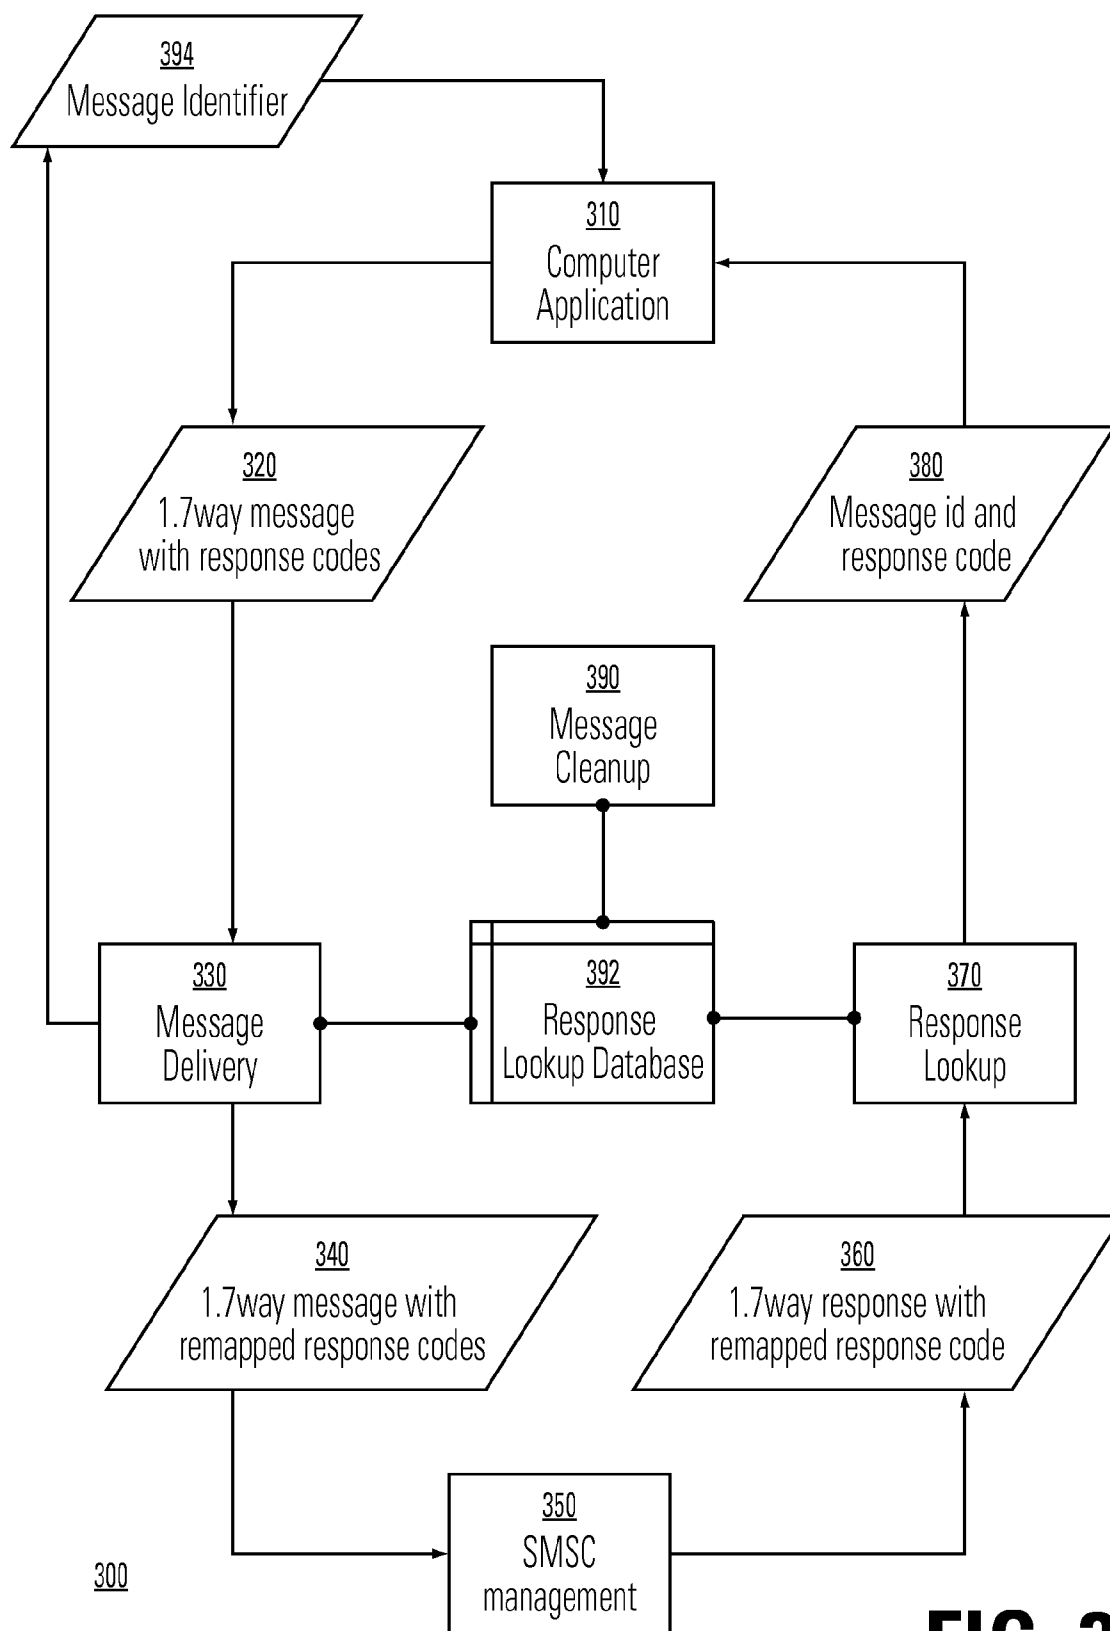 394
Message Identifier
310
Computer
Application
320
1.7way message
with response codes
380
Message id and
response code
390
Message
Cleanup
330
Message
Delivery
392
Response
Lookup Database
370
Response
Lookup
340
1.7way message with
remapped response codes
360
1.7way response with
remapped response code
350
SMSC
management
300
FIG.